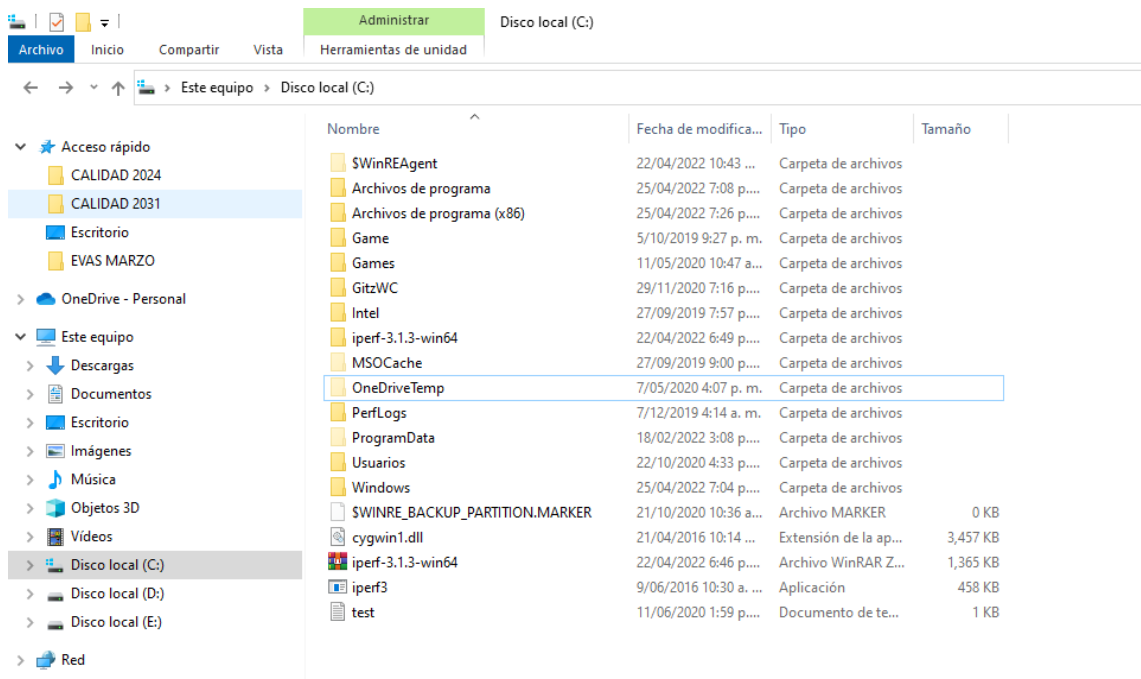 Administrar Disco local (C:)
Archivo Inicio Compartir Vista Herramientas de unidad
Este equipo > Disco local (C:)
Acceso rápido
CALIDAD 2024
CALIDAD 2031
Escritorio
EVAS MARZO
OneDrive - Personal
Este equipo
Descargas
Documentos
Escritorio
Imágenes
Música
Objetos 3D
Vídeos
Disco local (C:)
Disco local (D:)
Disco local (E:)
Red
Nombre Fecha de modifica... Tipo Tamaño
$WinREAgent 22/04/2022 10:43 ... Carpeta de archivos
Archivos de programa 25/04/2022 7:08 p.... Carpeta de archivos
Archivos de programa (x86) 25/04/2022 7:26 p.... Carpeta de archivos
Game 5/10/2019 9:27 p. m. Carpeta de archivos
Games 11/05/2020 10:47 a... Carpeta de archivos
GitzWC 29/11/2020 7:16 p.... Carpeta de archivos
Intel 27/09/2019 7:57 p.... Carpeta de archivos
iperf-3.1.3-win64 22/04/2022 6:49 p.... Carpeta de archivos
MSOCache 27/09/2019 9:00 p.... Carpeta de archivos
OneDriveTemp 7/05/2020 4:07 p. m. Carpeta de archivos
PerfLogs 7/12/2019 4:14 a. m. Carpeta de archivos
ProgramData 18/02/2022 3:08 p.... Carpeta de archivos
Usuarios 22/10/2020 4:33 p.... Carpeta de archivos
Windows 25/04/2022 7:04 p.... Carpeta de archivos
$WINRE_BACKUP_PARTITION.MARKER 21/10/2020 10:36 a... Archivo MARKER 0 KB
cygwin1.dll 21/04/2016 10:14 ... Extensión de la ap... 3,457 KB
iperf-3.1.3-win64 22/04/2022 6:46 p.... Archivo WinRAR Z... 1,365 KB
iperf3 9/06/2016 10:30 a. ... Aplicación 458 KB
test 11/06/2020 1:59 p.... Documento de te... 1 KB